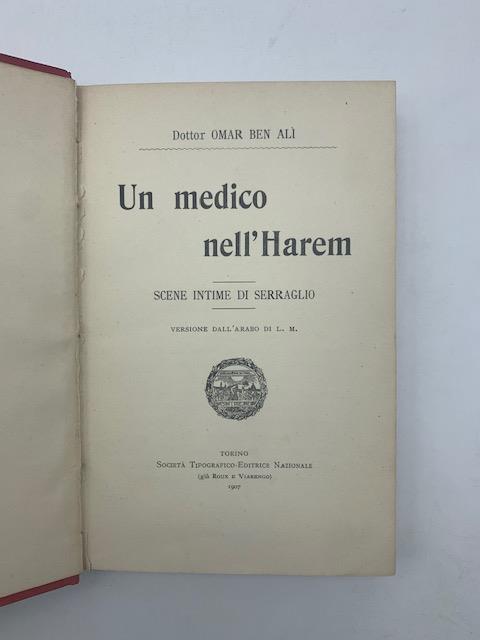 Dottor OMAR BEN ALÌ
Un medico
nell'Harem
SCENE INTIME DI SERRAGLIO
VERSIONE DALL'ARABO DI L. M.
TORINO
SOCIETÀ TIPOGRAFICO-EDITRICE NAZIONALE
(già ROUX E VIARENGO)
1907